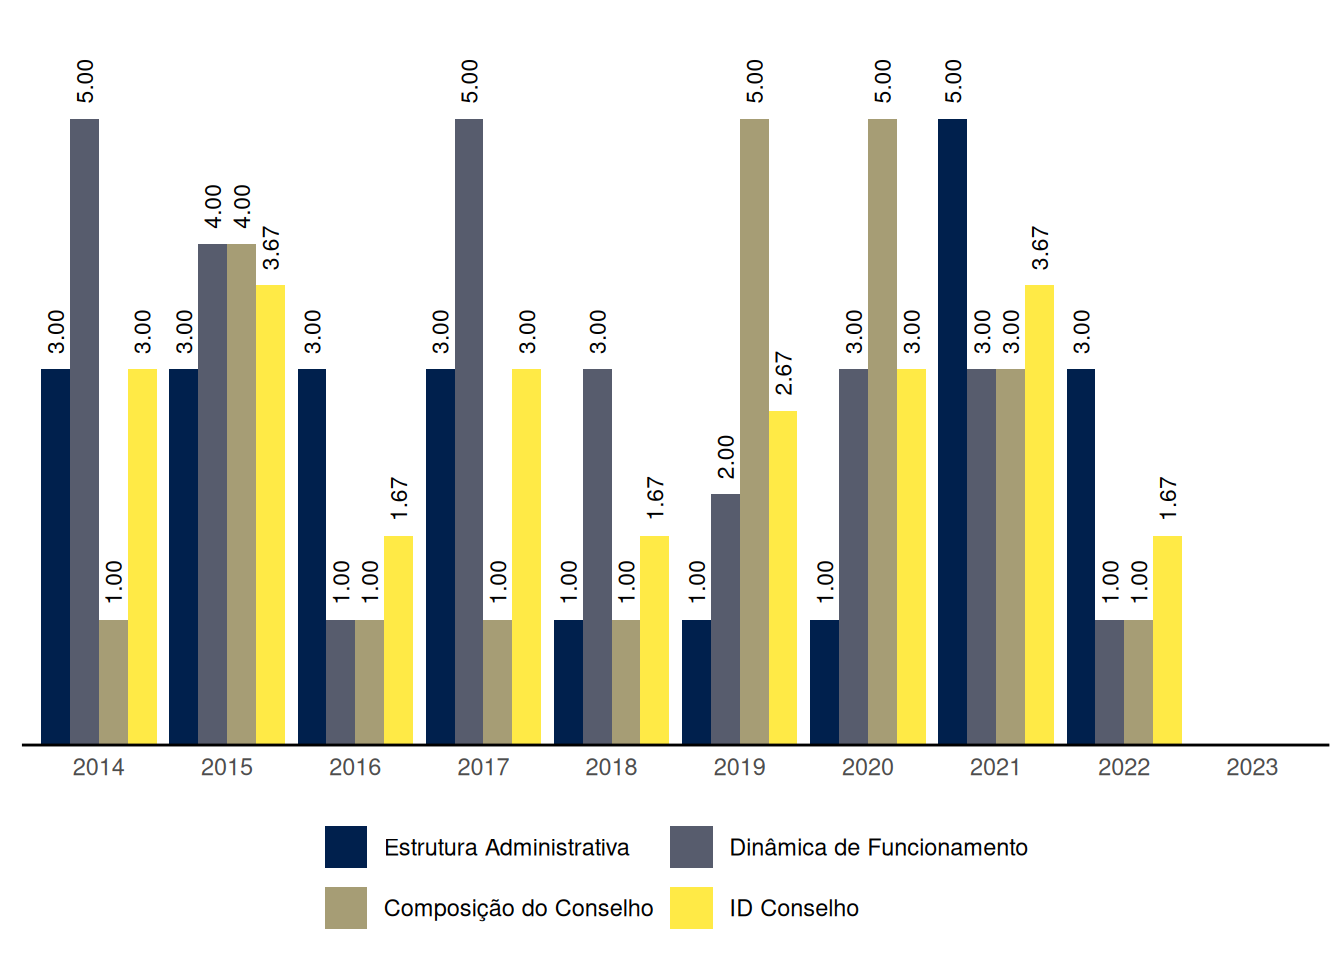 5.00 5.00 5.00 5.00 5.00
4.00 4.00
3.67 3.67
3.00 3.00 3.00 3.00 3.00 3.00 3.00 3.00 3.00 3.00 3.00 3.00
2.67
2.00
1.67 1.67 1.67
1.00 1.00 1.00 1.00 1.00 1.00 1.00 1.00 1.00 1.00
2014 2015 2016 2017 2018 2019 2020 2021 2022 2023
Estrutura Administrativa Dinâmica de Funcionamento
Composição do Conselho ID Conselho